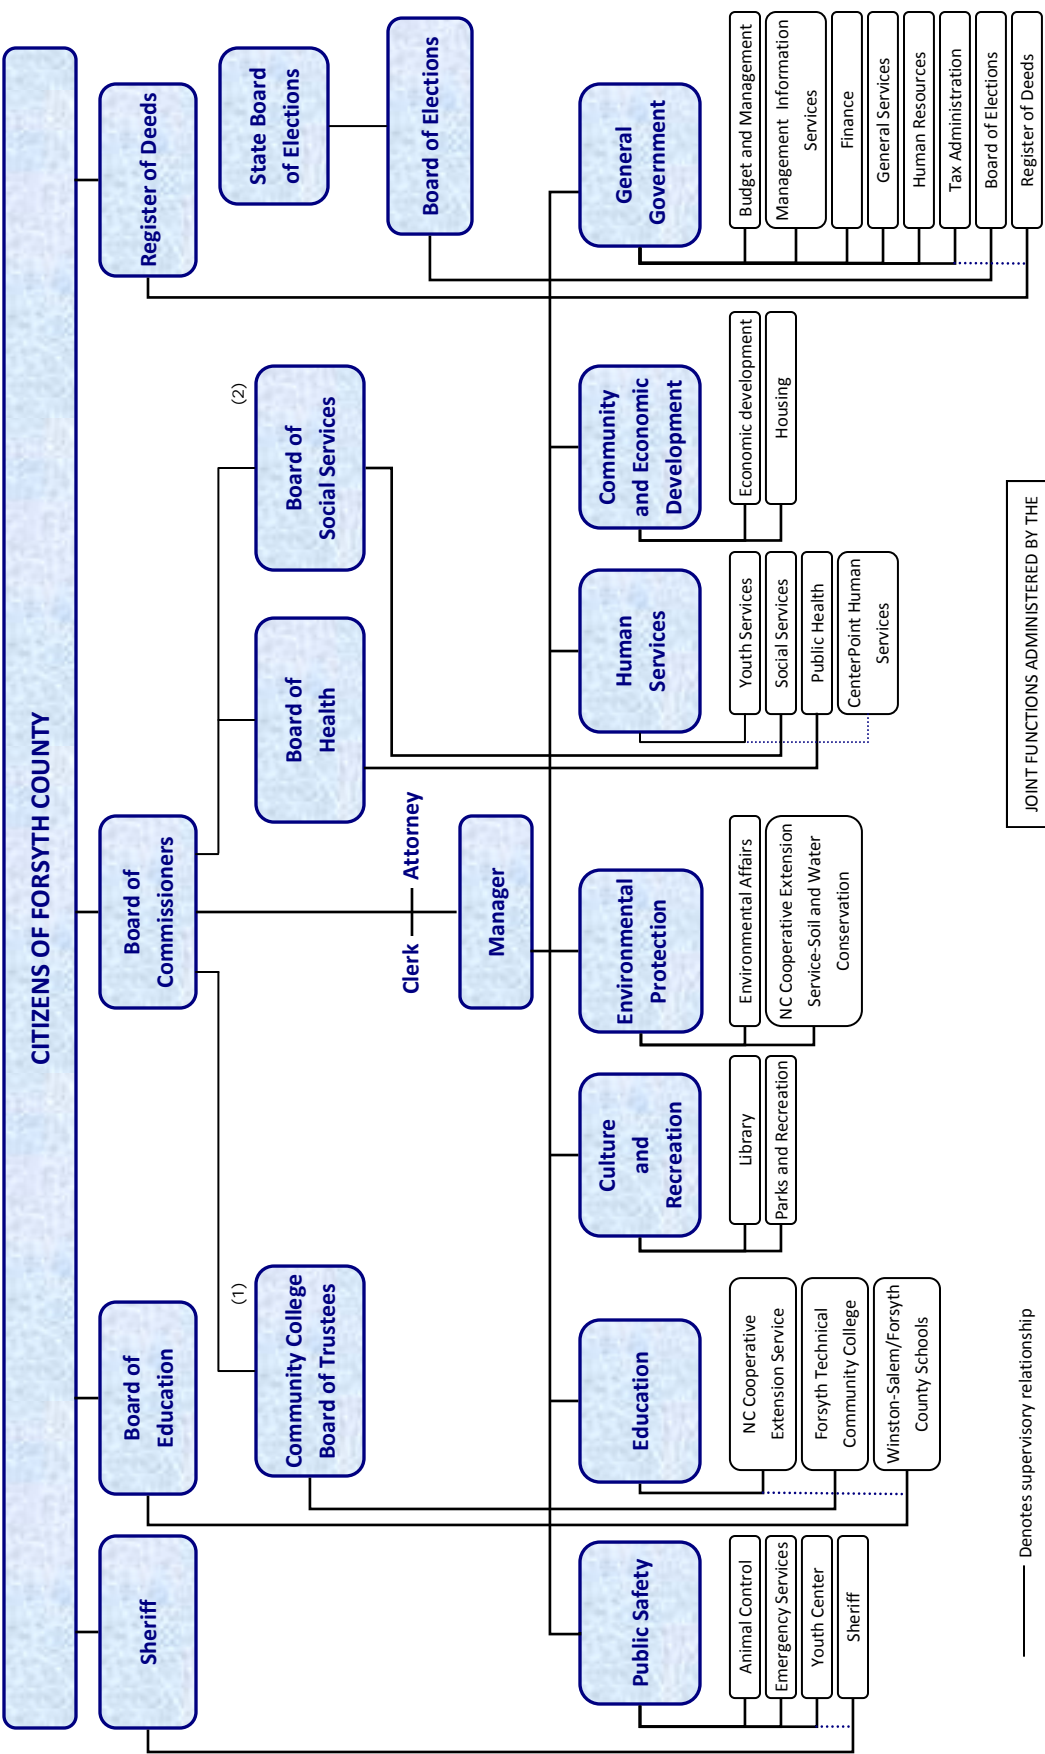 CITIZENS OF FORSYTH COUNTY
Sheriff
Board of
Education
Board of
Commissioners
Register of Deeds
(1)
Community College
Board of Trustees
Board of
Health
(2)
Board of
Social Services
State Board
of Elections
Board of Elections
Clerk
Attorney
Manager
Public Safety
Education
Culture
and
Recreation
Environmental
Protection
Human
Services
Community
and Economic
Development
General
Government
Animal Control
Emergency Services
Youth Center
Sheriff
NC Cooperative
Extension Service
Forsyth Technical
Community College
Winston-Salem/Forsyth
County Schools
Library
Parks and Recreation
Environmental Affairs
NC Cooperative Extension
Service-Soil and Water
Conservation
Youth Services
Social Services
Public Health
CenterPoint Human
Services
Economic development
Housing
Budget and Management
Management Information
Services
Finance
General Services
Human Resources
Tax Administration
Board of Elections
Register of Deeds
Denotes supervisory relationship
JOINT FUNCTIONS ADMINISTERED BY THE